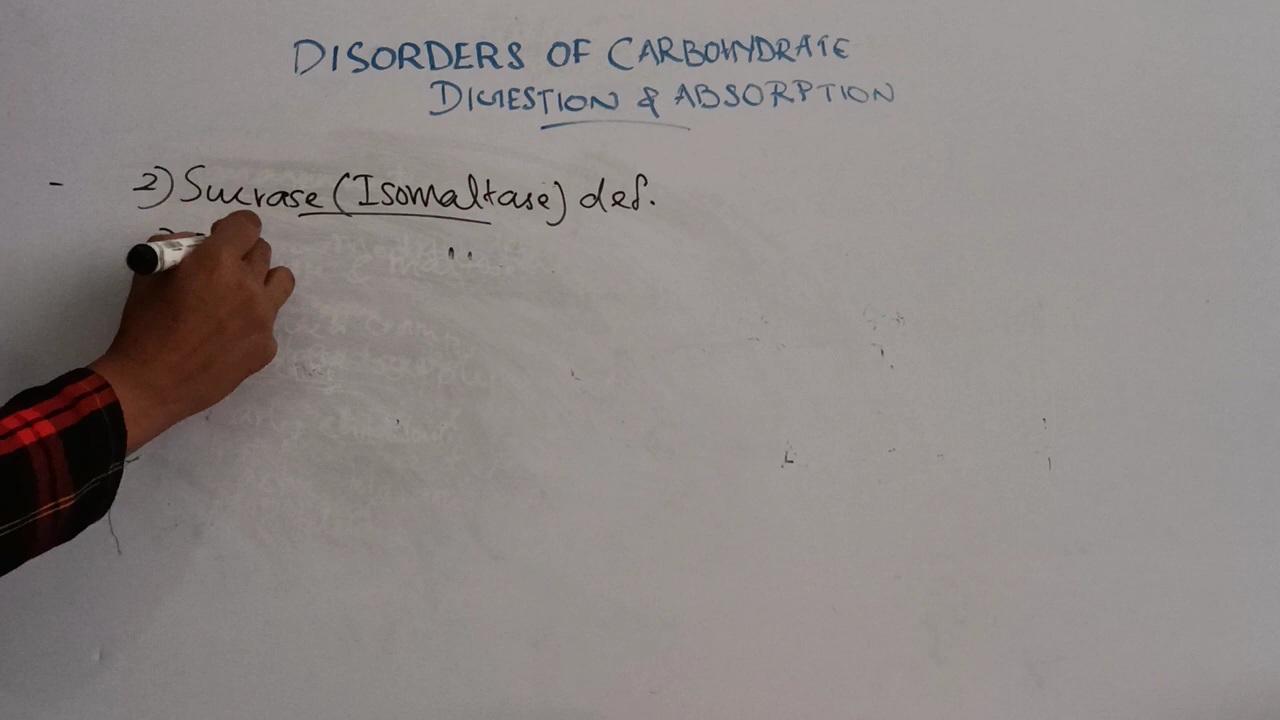 DISORDERS OF CARBOHYDRATE
DIGESTION & ABSORPTION
- 2) Sucrase (Isomaltase) def.